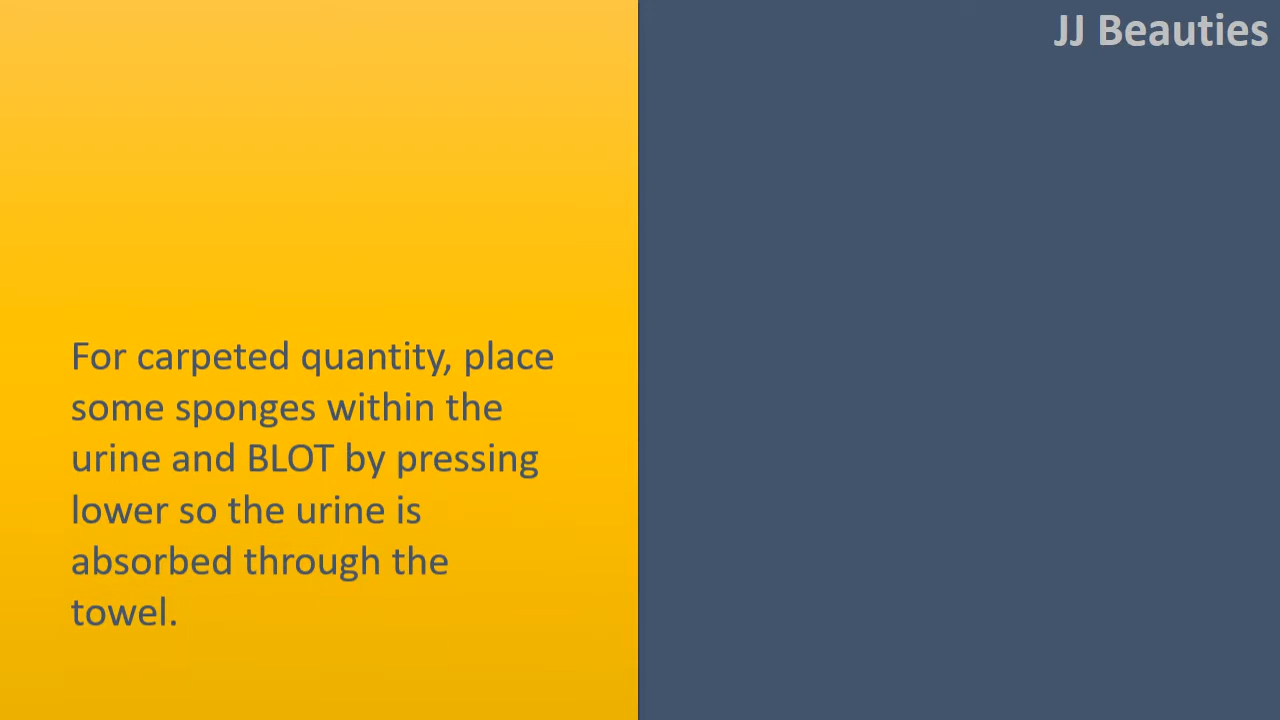 JJ Beauties
For carpeted quantity, place
some sponges within the
urine and BLOT by pressing
lower so the urine is
absorbed through the
towel.